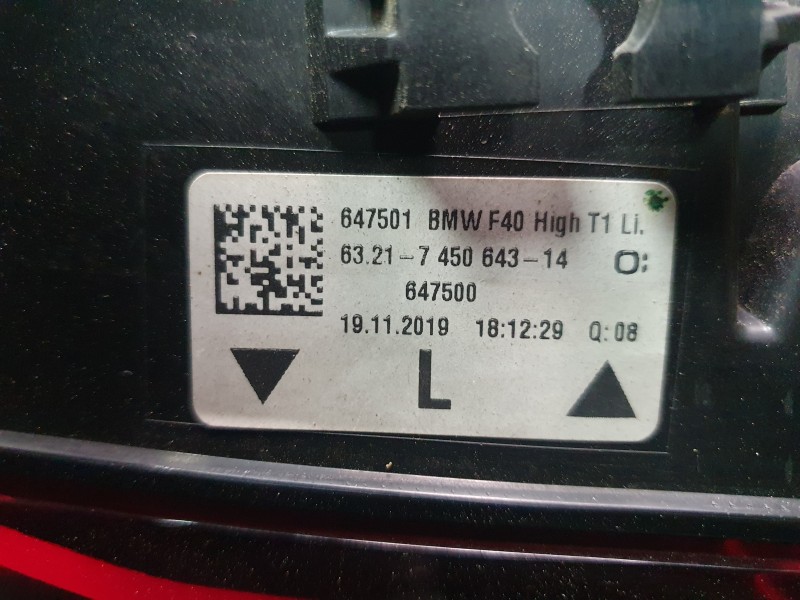 647501 BMW F40 High T1 Li.
63.21-7 450 643-14 O:
647500
19.11.2019 18:12:29 Q:08
L